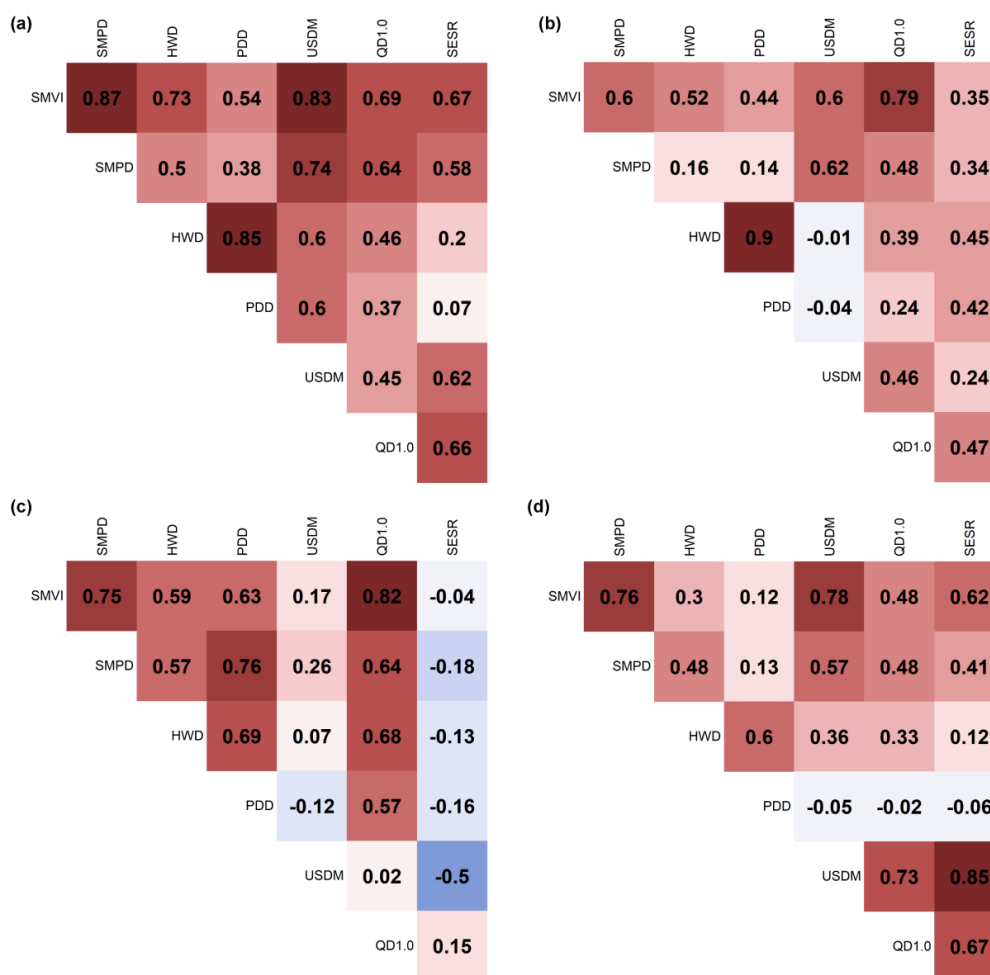 (a)
SMPD HWD PDD USDM QD1.0 SESR
SMVI 0.87 0.73 0.54 0.83 0.69 0.67
SMPD 0.5 0.38 0.74 0.64 0.58
HWD 0.85 0.6 0.46 0.2
PDD 0.6 0.37 0.07
USDM 0.45 0.62
QD1.0 0.66
(b)
SMPD HWD PDD USDM QD1.0 SESR
SMVI 0.6 0.52 0.44 0.6 0.79 0.35
SMPD 0.16 0.14 0.62 0.48 0.34
HWD 0.9 -0.01 0.39 0.45
PDD -0.04 0.24 0.42
USDM 0.46 0.24
QD1.0 0.47
(c)
SMPD HWD PDD USDM QD1.0 SESR
SMVI 0.75 0.59 0.63 0.17 0.82 -0.04
SMPD 0.57 0.76 0.26 0.64 -0.18
HWD 0.69 0.07 0.68 -0.13
PDD -0.12 0.57 -0.16
USDM 0.02 -0.5
QD1.0 0.15
(d)
SMPD HWD PDD USDM QD1.0 SESR
SMVI 0.76 0.3 0.12 0.78 0.48 0.62
SMPD 0.48 0.13 0.57 0.48 0.41
HWD 0.6 0.36 0.33 0.12
PDD -0.05 -0.02 -0.06
USDM 0.73 0.85
QD1.0 0.67